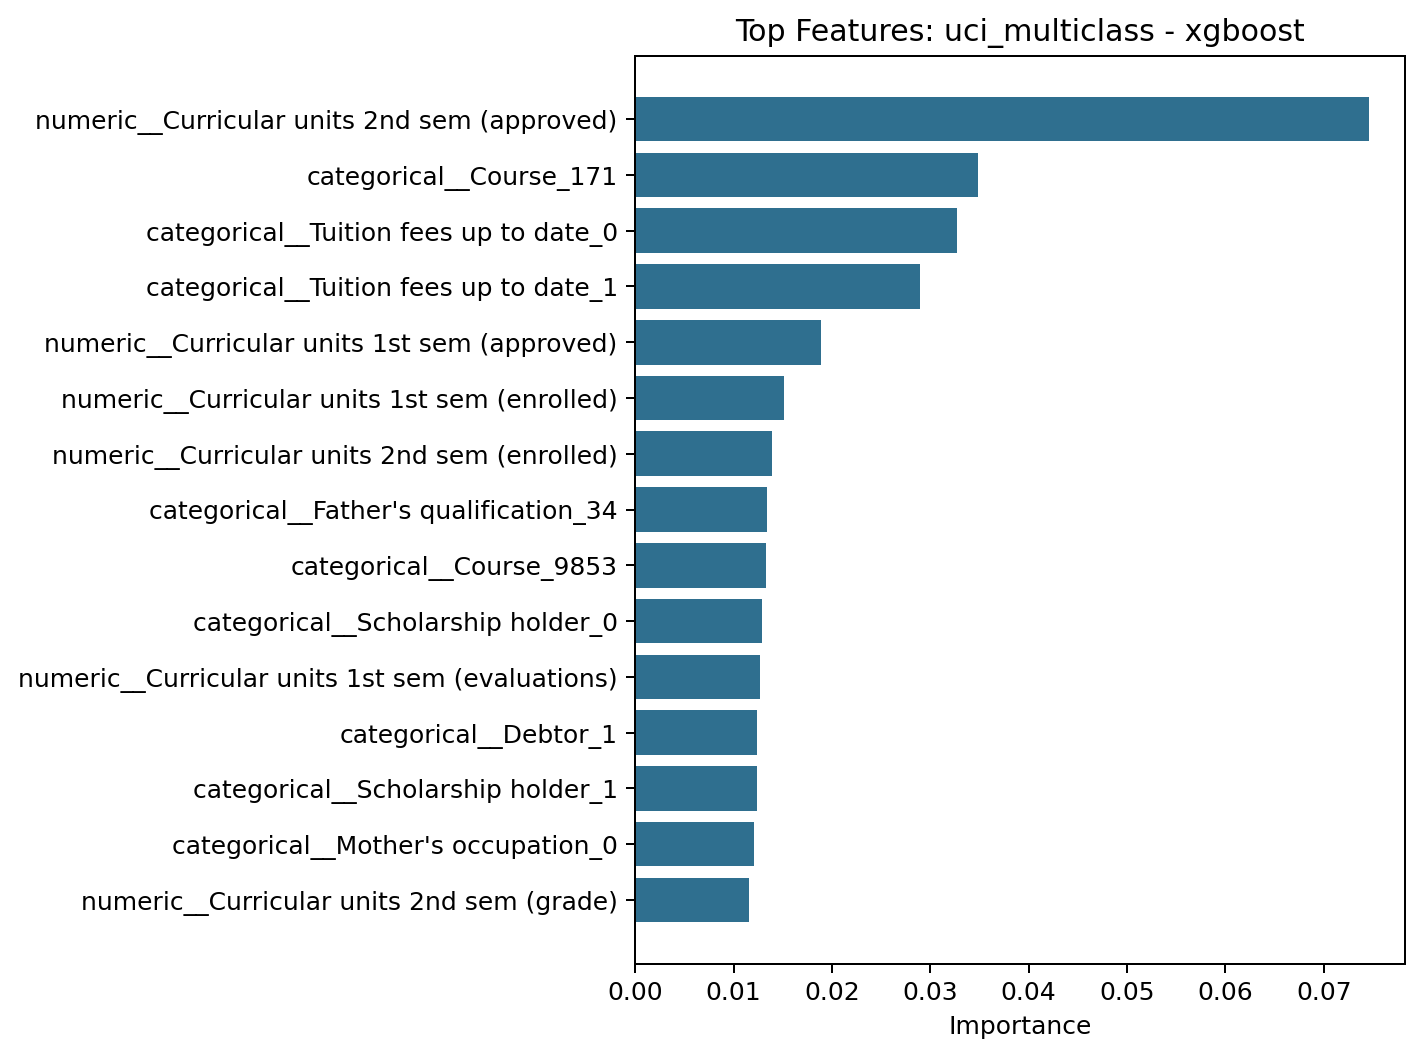 Top Features: uci_multiclass - xgboost
numeric__Curricular units 2nd sem (approved)
categorical__Course_171
categorical__Tuition fees up to date_0
categorical__Tuition fees up to date_1
numeric__Curricular units 1st sem (approved)
numeric__Curricular units 1st sem (enrolled)
numeric__Curricular units 2nd sem (enrolled)
categorical__Father's qualification_34
categorical__Course_9853
categorical__Scholarship holder_0
numeric__Curricular units 1st sem (evaluations)
categorical__Debtor_1
categorical__Scholarship holder_1
categorical__Mother's occupation_0
numeric__Curricular units 2nd sem (grade)
0.00 0.01 0.02 0.03 0.04 0.05 0.06 0.07
Importance